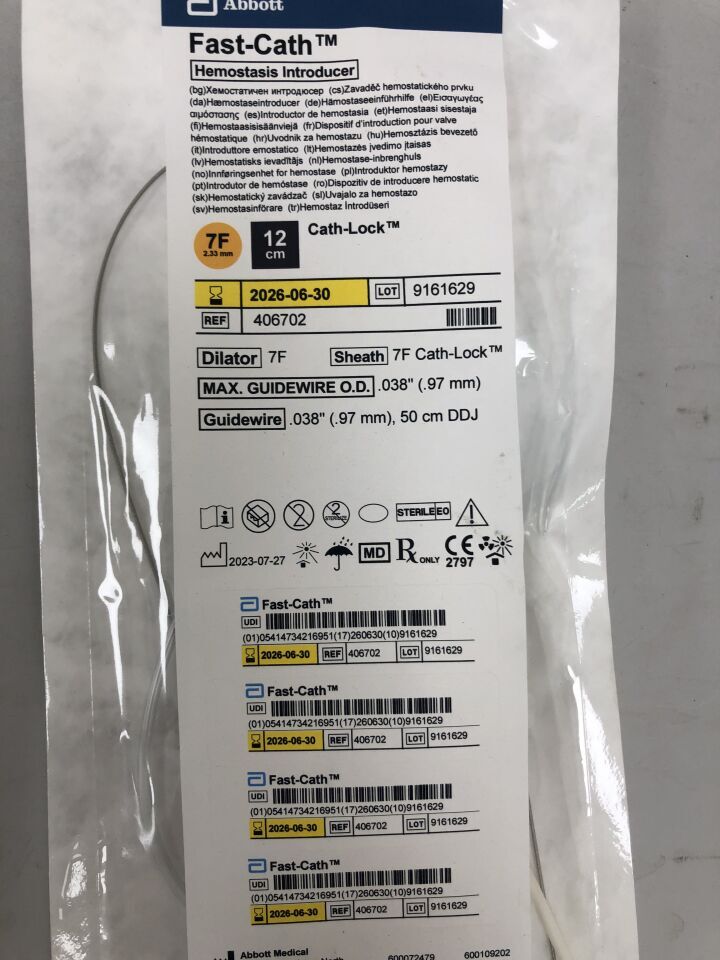 Abbott
Fast-Cath™
Hemostasis Introducer
(bg)Хемостатичен интродюсер (cs)Zavaděč hemostatického prvku
(da)Hæmostaseintroducer (de)Hämostaseeinführhilfe (el)Εισαγωγέας
αιμόστασης (es)Introductor de hemostasia (et)Hemostaasi sisestaja
(fi)Hemostaasisisäänviejä (fr)Dispositif d'introduction pour valve
hémostatique (hr)Uvodnik za hemostazu (hu)Hemosztázis bevezető
(it)Introduttore emostatico (lt)Hemostazės įvedimo įtaisas
(lv)Hemostatisks ievadītājs (nl)Hemostase-inbrenghuls
(no)Innføringsenhet for hemostase (pl)Introduktor hemostazy
(pt)Introdutor de hemóstase (ro)Dispozitiv de introducere hemostatic
(sk)Hemostatický zavádzač (sl)Uvajalo za hemostazo
(sv)Hemostasinförare (tr)Hemostaz İntrodüseri
7F 12 Cath-Lock™
2.33 mm cm
2026-06-30 LOT 9161629
REF 406702
Dilator 7F Sheath 7F Cath-Lock™
MAX. GUIDEWIRE O.D. .038" (.97 mm)
Guidewire .038" (.97 mm), 50 cm DDJ
i 2 2 STERILIZE STERILE EO
2023-07-27 MD Rx ONLY CE 2797
Fast-Cath™
UDI
(01)05414734216951(17)260630(10)9161629
2026-06-30 REF 406702 LOT 9161629
Fast-Cath™
UDI
(01)05414734216951(17)260630(10)9161629
2026-06-30 REF 406702 LOT 9161629
Fast-Cath™
UDI
(01)05414734216951(17)260630(10)9161629
2026-06-30 REF 406702 LOT 9161629
Fast-Cath™
UDI
(01)05414734216951(17)260630(10)9161629
2026-06-30 REF 406702 LOT 9161629
Abbott Medical North 600072479 600109202